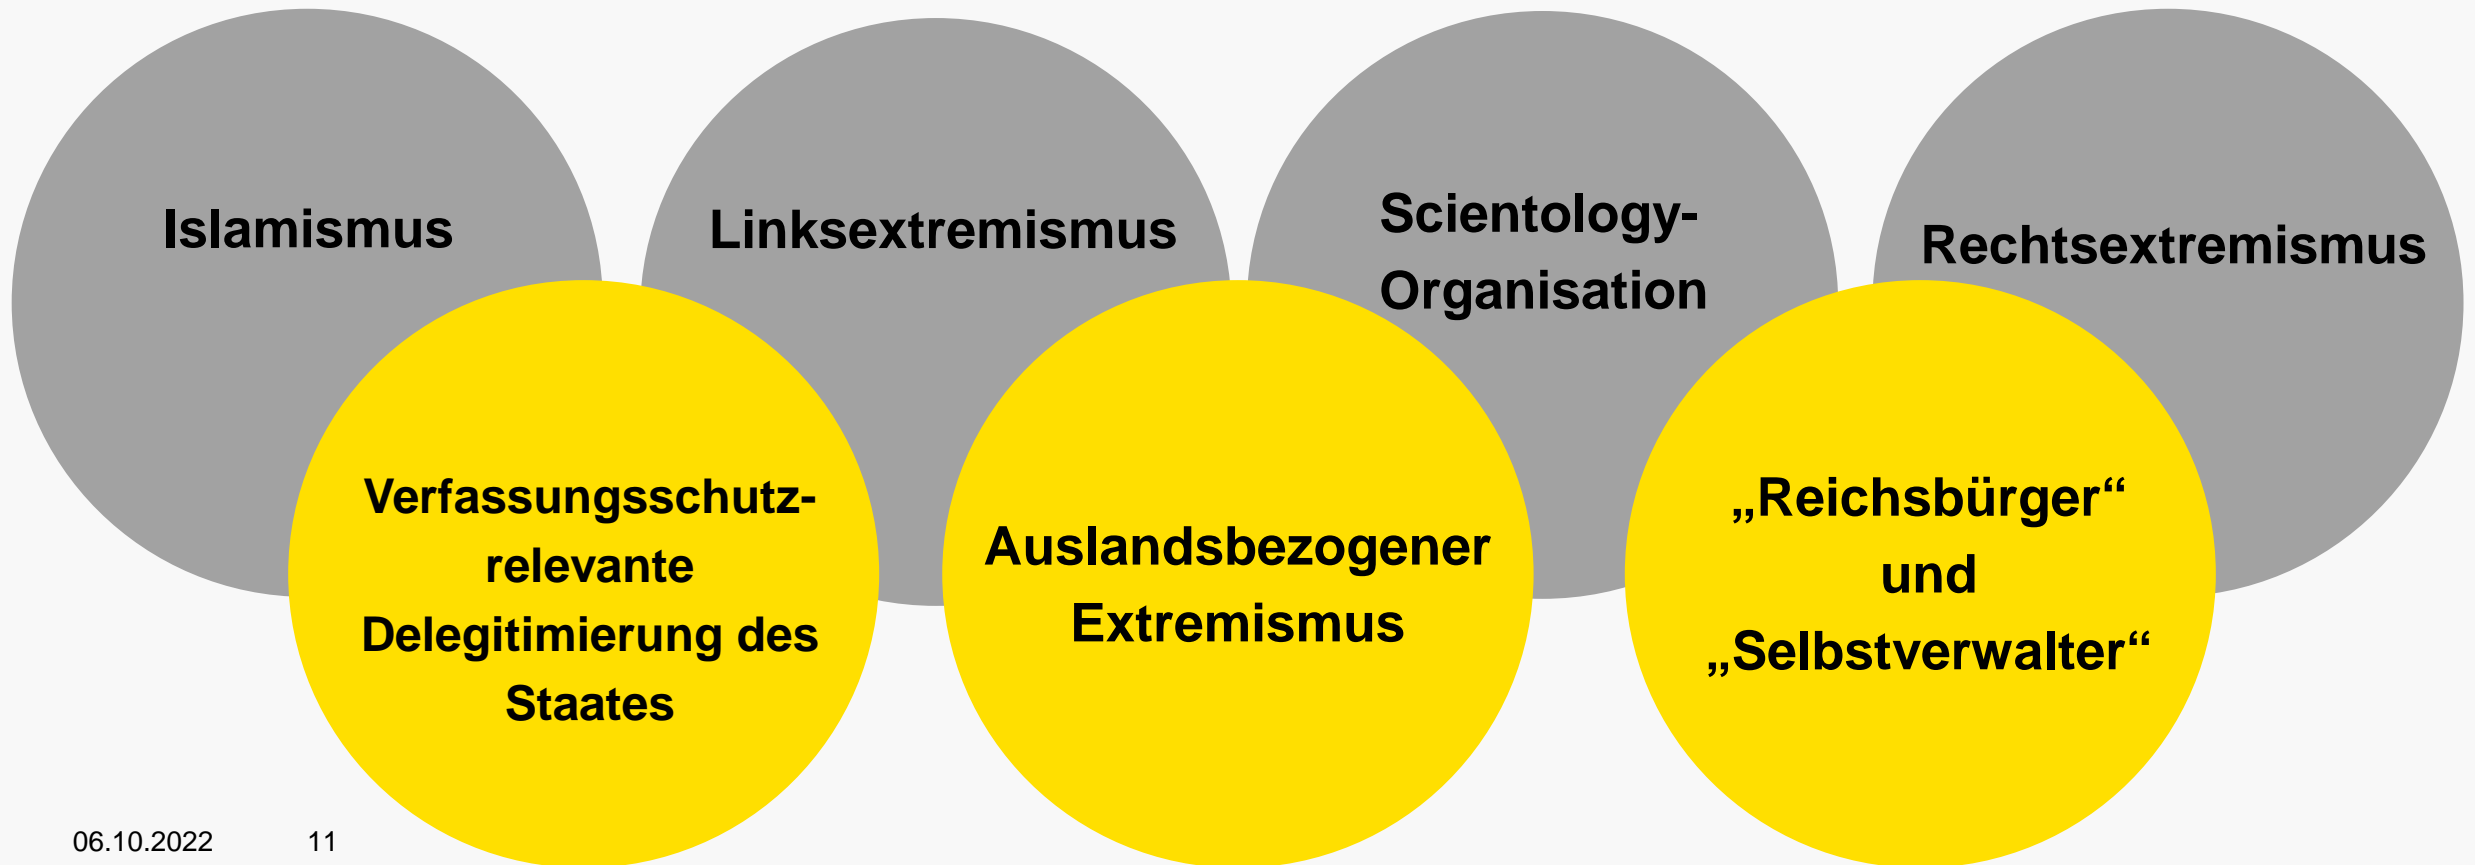 Islamismus
Linksextremismus
Scientology-
Organisation
Rechtsextremismus
Verfassungsschutz-
relevante
Delegitimierung des
Staates
Auslandsbezogener
Extremismus
„Reichsbürger“
und
„Selbstverwalter“
06.10.2022 11